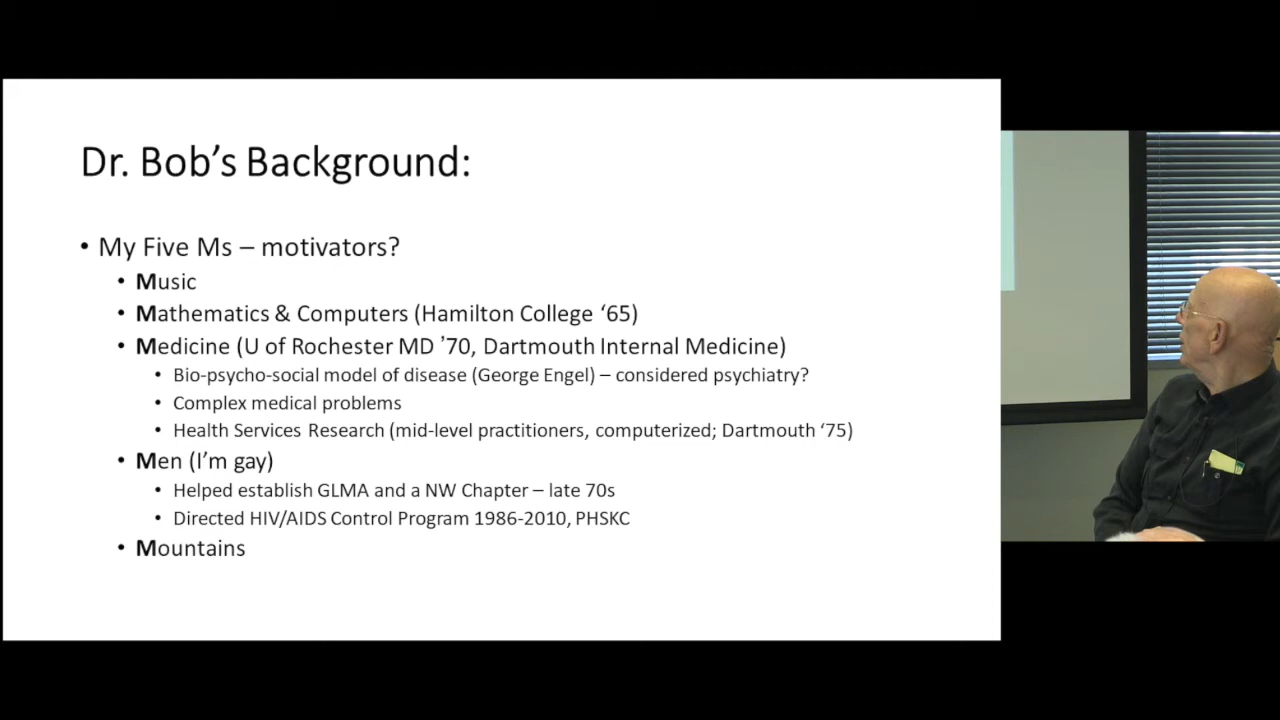 Dr. Bob’s Background:
• My Five Ms – motivators?
• Music
• Mathematics & Computers (Hamilton College ‘65)
• Medicine (U of Rochester MD ’70, Dartmouth Internal Medicine)
• Bio-psycho-social model of disease (George Engel) – considered psychiatry?
• Complex medical problems
• Health Services Research (mid-level practitioners, computerized; Dartmouth ‘75)
• Men (I’m gay)
• Helped establish GLMA and a NW Chapter – late 70s
• Directed HIV/AIDS Control Program 1986-2010, PHSKC
• Mountains